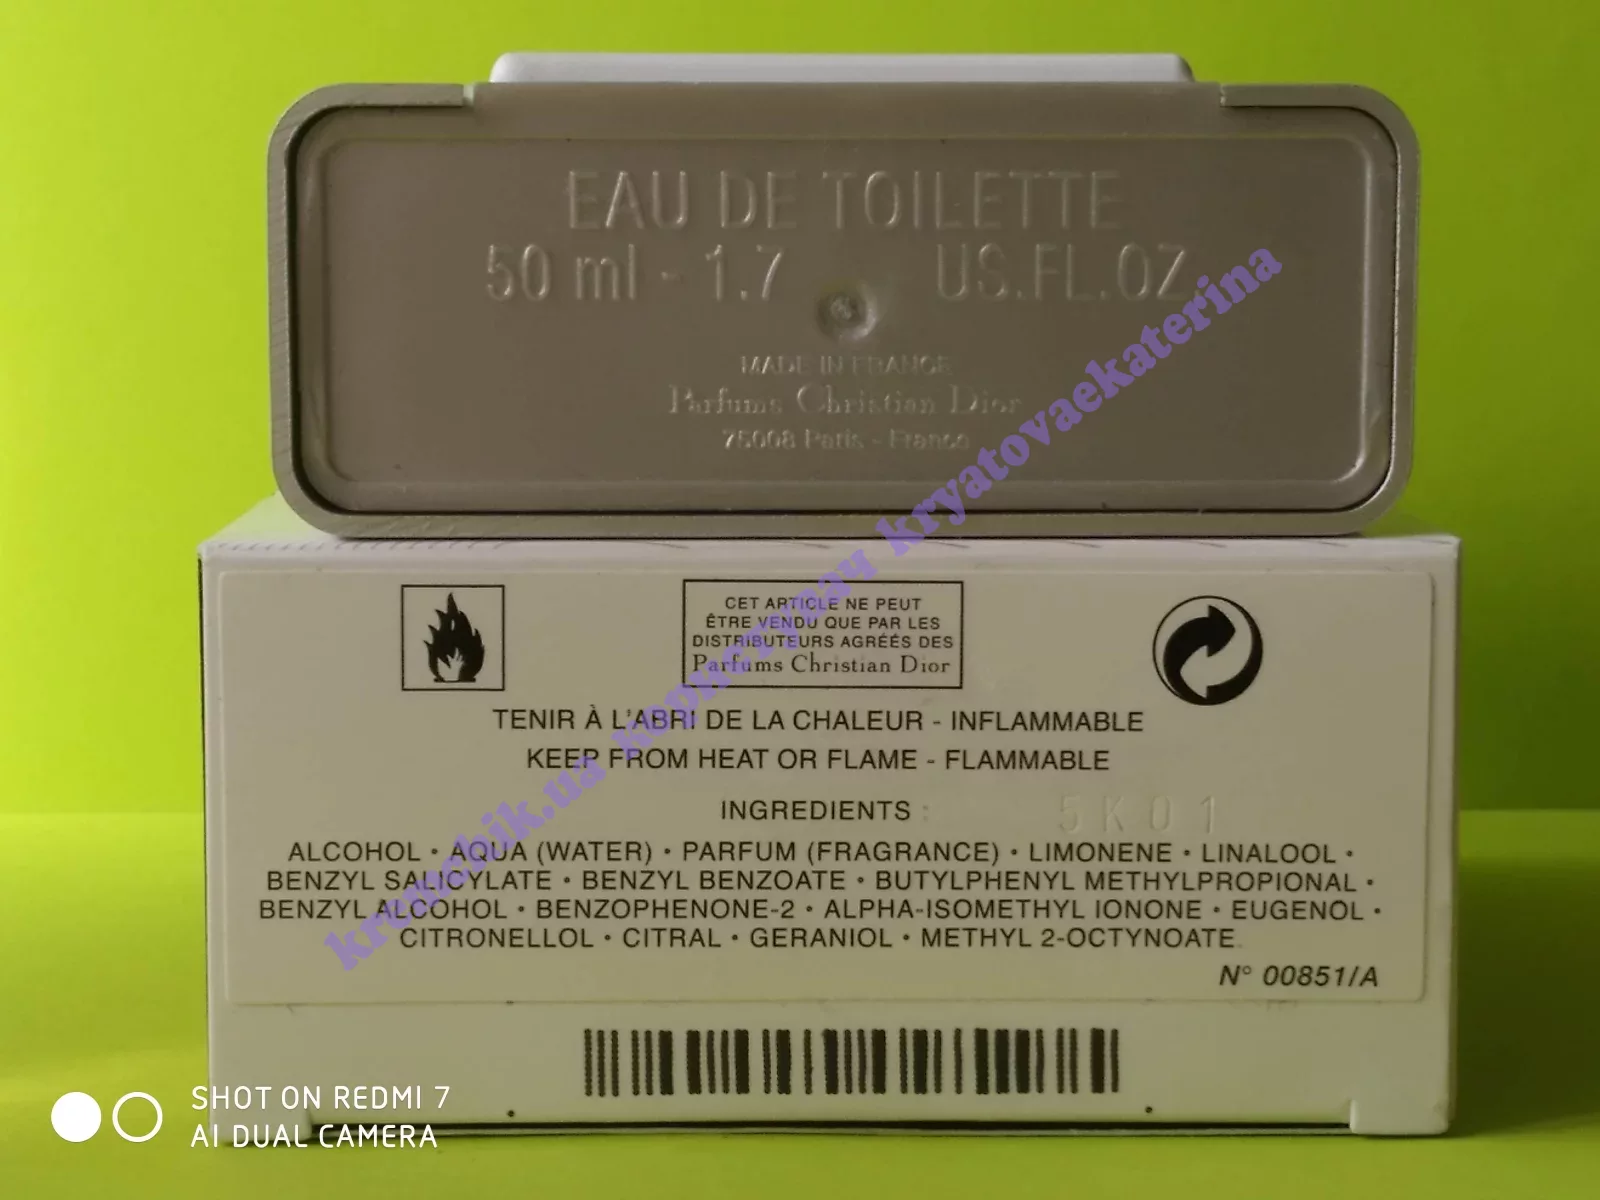 EAU DE TOILETTE
50 ml - 1.7 US.FL.OZ.
MADE IN FRANCE
Parfums Christian Dior
75008 Paris - France
CET ARTICLE NE PEUT
ÊTRE VENDU QUE PAR LES
DISTRIBUTEURS AGRÉÉS DES
Parfums Christian Dior
TENIR À L'ABRI DE LA CHALEUR - INFLAMMABLE
KEEP FROM HEAT OR FLAME - FLAMMABLE
INGREDIENTS :
5K01
ALCOHOL • AQUA (WATER) • PARFUM (FRAGRANCE) • LIMONENE • LINALOOL •
BENZYL SALICYLATE • BENZYL BENZOATE • BUTYLPHENYL METHYLPROPIONAL •
BENZYL ALCOHOL • BENZOPHENONE-2 • ALPHA-ISOMETHYL IONONE • EUGENOL •
CITRONELLOL • CITRAL • GERANIOL • METHYL 2-OCTYNOATE
N° 00851/A
kryatovaekaterina
SHOT ON REDMI 7
AI DUAL CAMERA